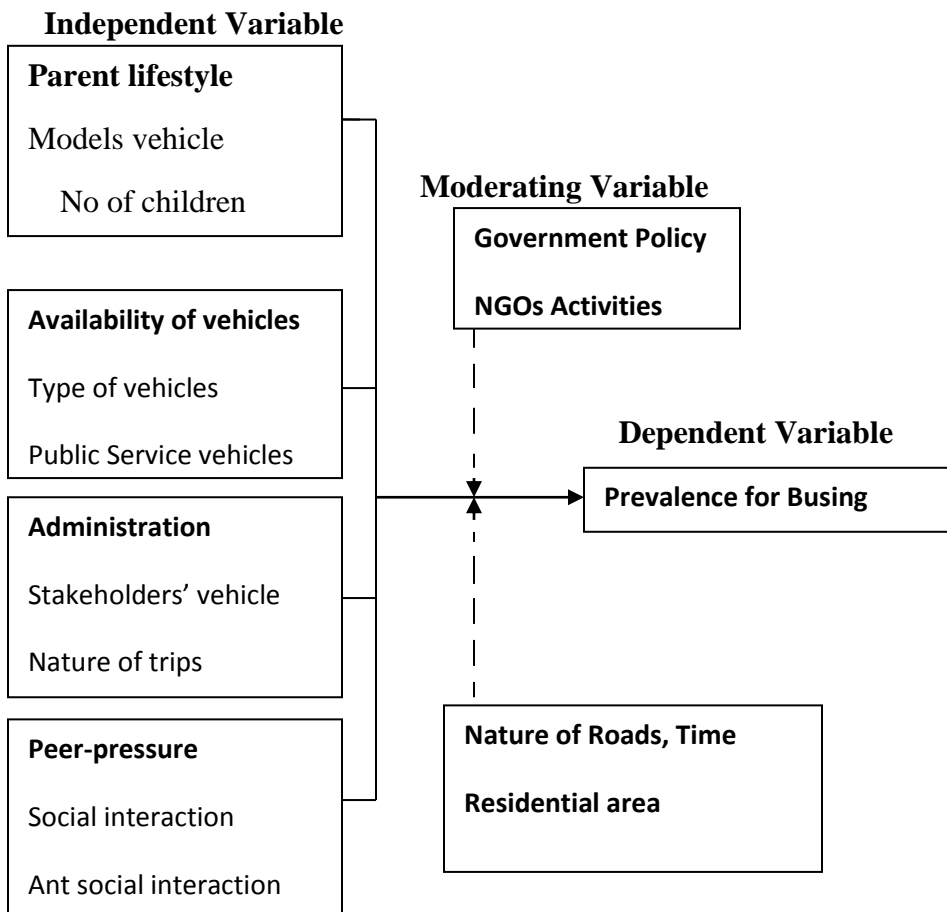 Independent Variable
Parent lifestyle
Models vehicle
No of children
Availability of vehicles
Type of vehicles
Public Service vehicles
Administration
Stakeholders’ vehicle
Nature of trips
Peer-pressure
Social interaction
Ant social interaction
Moderating Variable
Government Policy
NGOs Activities
Nature of Roads, Time
Residential area
Dependent Variable
Prevalence for Busing